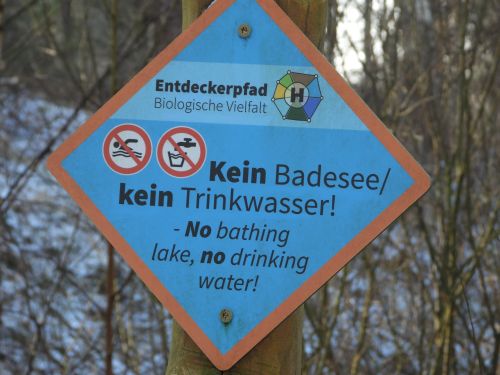 Entdeckerpfad
Biologische Vielfalt
H
Kein Badesee/
kein Trinkwasser!
- No bathing
lake, no drinking
water!